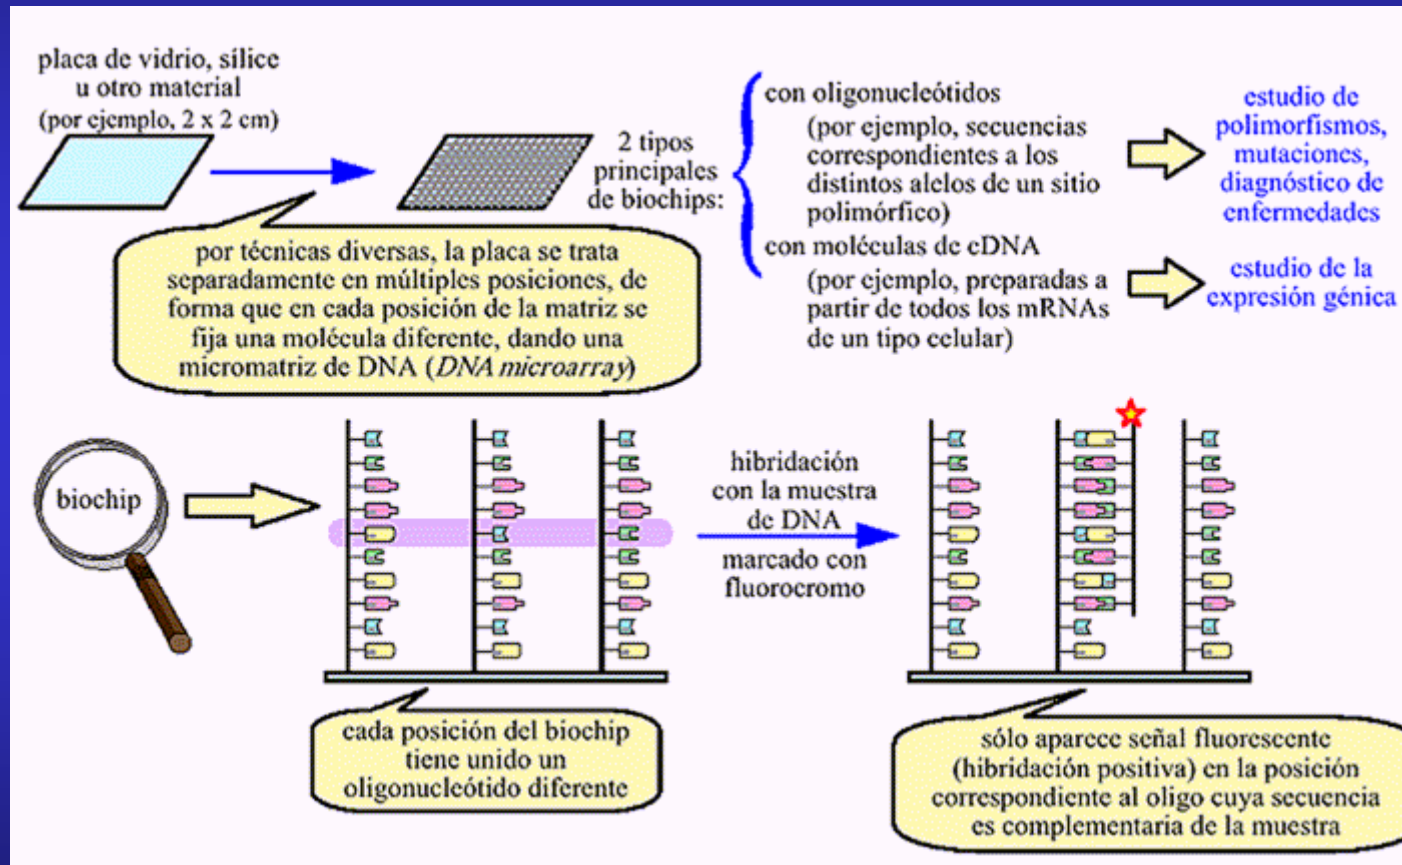 placa de vidrio, sílice
u otro material
(por ejemplo, 2 x 2 cm)
2 tipos
principales
de biochips:
con oligonucleótidos
(por ejemplo, secuencias
correspondientes a los
distintos alelos de un sitio
polimórfico)
con moléculas de cDNA
(por ejemplo, preparadas a
partir de todos los mRNAs
de un tipo celular)
estudio de
polimorfismos,
mutaciones,
diagnóstico de
enfermedades
estudio de la
expresión génica
por técnicas diversas, la placa se trata
separadamente en múltiples posiciones, de
forma que en cada posición de la matriz se
fija una molécula diferente, dando una
micromatriz de DNA (DNA microarray)
biochip
hibridación
con la muestra
de DNA
marcado con
fluorocromo
cada posición del biochip
tiene unido un
oligonucleótido diferente
sólo aparece señal fluorescente
(hibridación positiva) en la posición
correspondiente al oligo cuya secuencia
es complementaria de la muestra